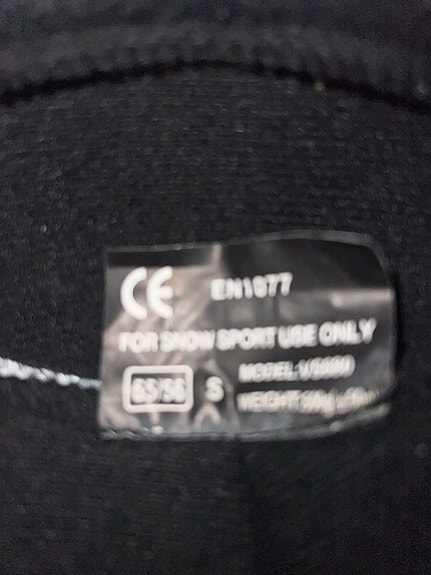 CE EN1077
FOR SNOW SPORT USE ONLY
55/56 S MODEL:
WEIGHT: